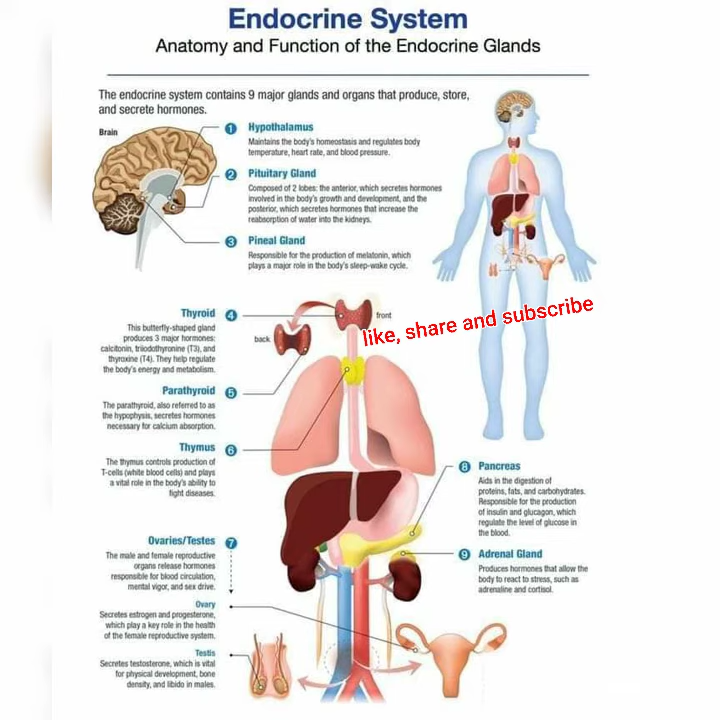 Endocrine System
Anatomy and Function of the Endocrine Glands
The endocrine system contains 9 major glands and organs that produce, store,
and secrete hormones.
Brain
1 Hypothalamus
Maintains the body's homeostasis and regulates body
temperature, heart rate, and blood pressure.
2 Pituitary Gland
Composed of 2 lobes: the anterior, which secretes hormones
involved in the body's growth and development, and the
posterior, which secretes hormones that increase the
reabsorption of water into the kidneys.
3 Pineal Gland
Responsible for the production of melatonin, which
plays a major role in the body's sleep-wake cycle.
Thyroid 4
This butterfly-shaped gland
produces 3 major hormones:
calcitonin, triiodothyronine (T3), and
thyroxine (T4). They help regulate
the body's energy and metabolism.
front
back
like, share and subscribe
Parathyroid 5
The parathyroid, also referred to as
the hypophysis, secretes hormones
necessary for calcium absorption.
Thymus 6
The thymus controls production of
T-cells (white blood cells) and plays
a vital role in the body's ability to
fight diseases.
Ovaries/Testes 7
The male and female reproductive
organs release hormones
responsible for blood circulation,
mental vigor, and sex drive.
Ovary
Secretes estrogen and progesterone,
which play a key role in the health
of the female reproductive system.
Testis
Secretes testosterone, which is vital
for physical development, bone
density, and libido in males.
8 Pancreas
Aids in the digestion of
proteins, fats, and carbohydrates.
Responsible for the production
of insulin and glucagon, which
regulate the level of glucose in
the blood.
9 Adrenal Gland
Produces hormones that allow the
body to react to stress, such as
adrenaline and cortisol.